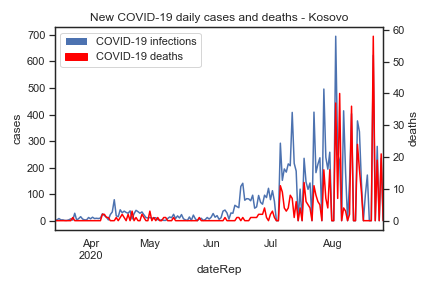 New COVID-19 daily cases and deaths - Kosovo
COVID-19 infections
COVID-19 deaths
700
600
500
400
300
200
100
0
cases
60
50
40
30
20
10
0
deaths
Apr May Jun Jul Aug
2020
dateRep